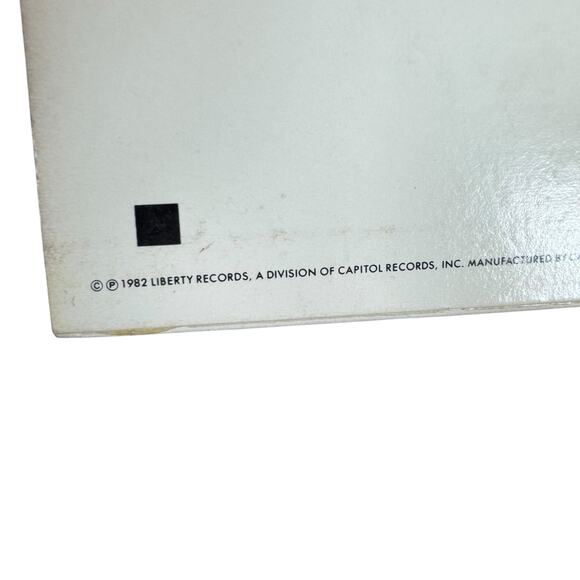 © ℗ 1982 LIBERTY RECORDS, A DIVISION OF CAPITOL RECORDS, INC. MANUFACTURED BY